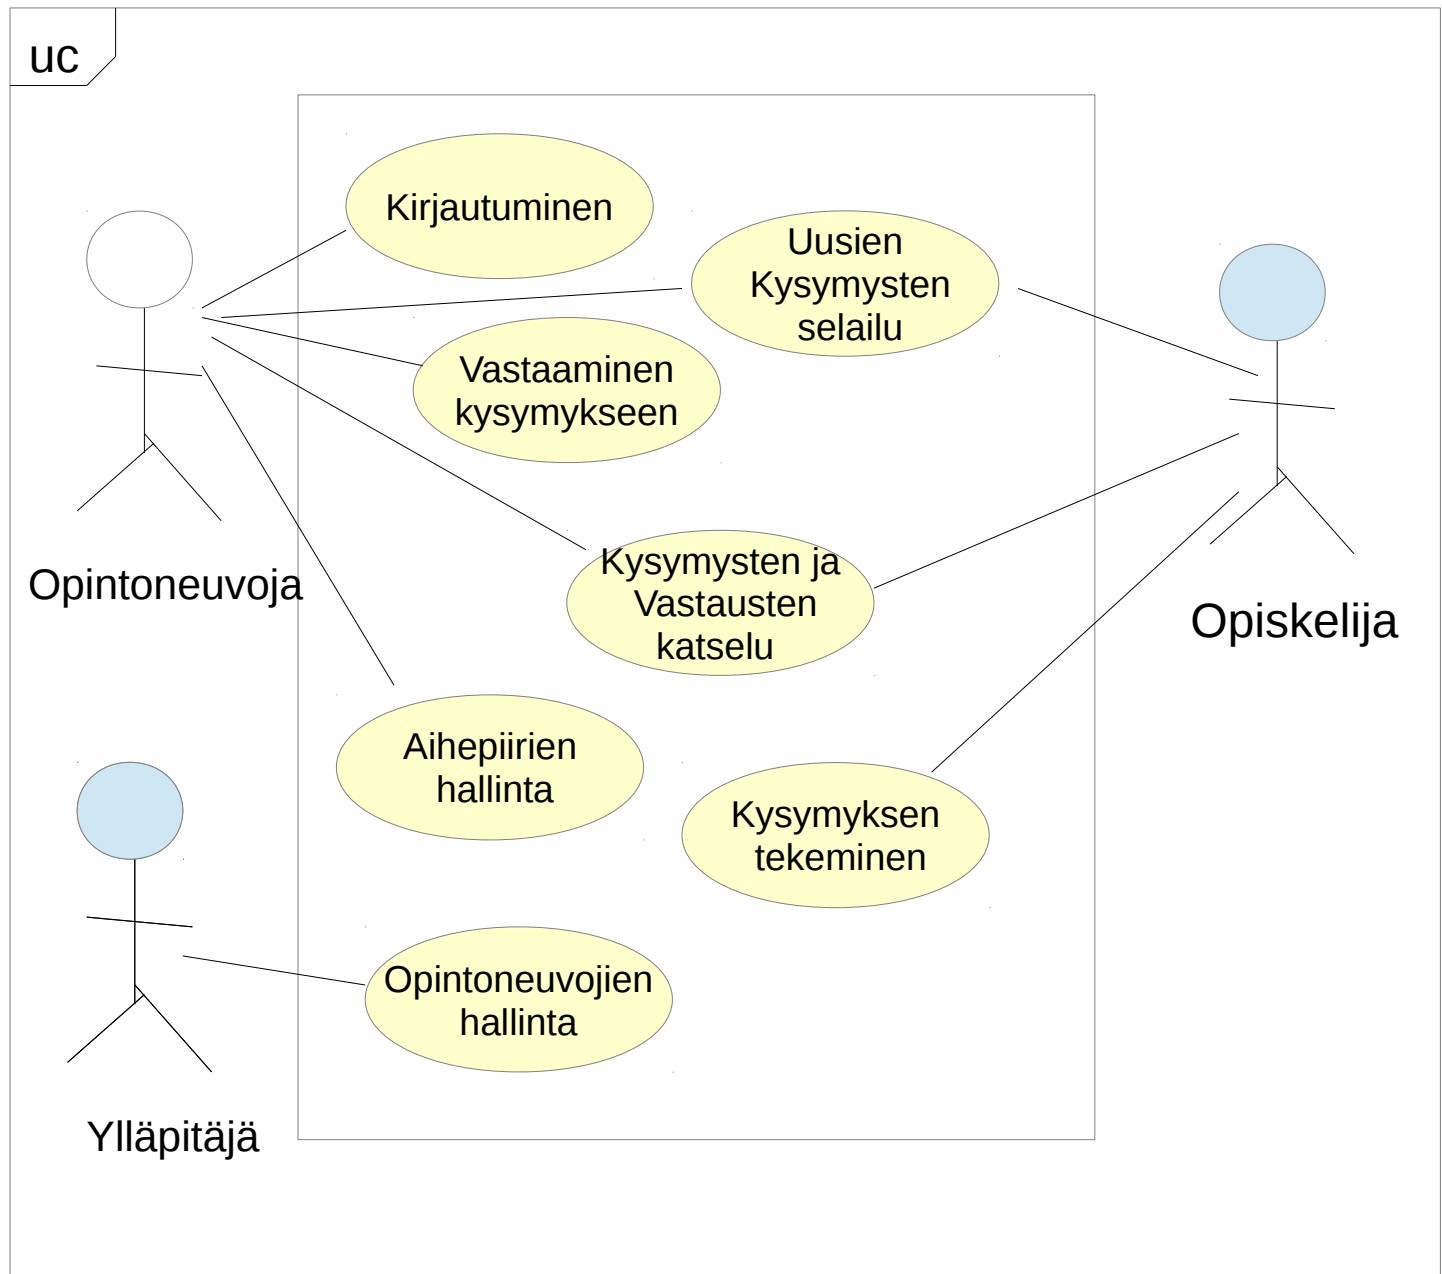 uc
Kirjautuminen
Uusien
Kysymysten
selailu
Vastaaminen
kysymykseen
Opintoneuvoja
Kysymysten ja
Vastausten
katselu
Opiskelija
Aihepiirien
hallinta
Kysymyksen
tekeminen
Opintoneuvojien
hallinta
Ylläpitäjä